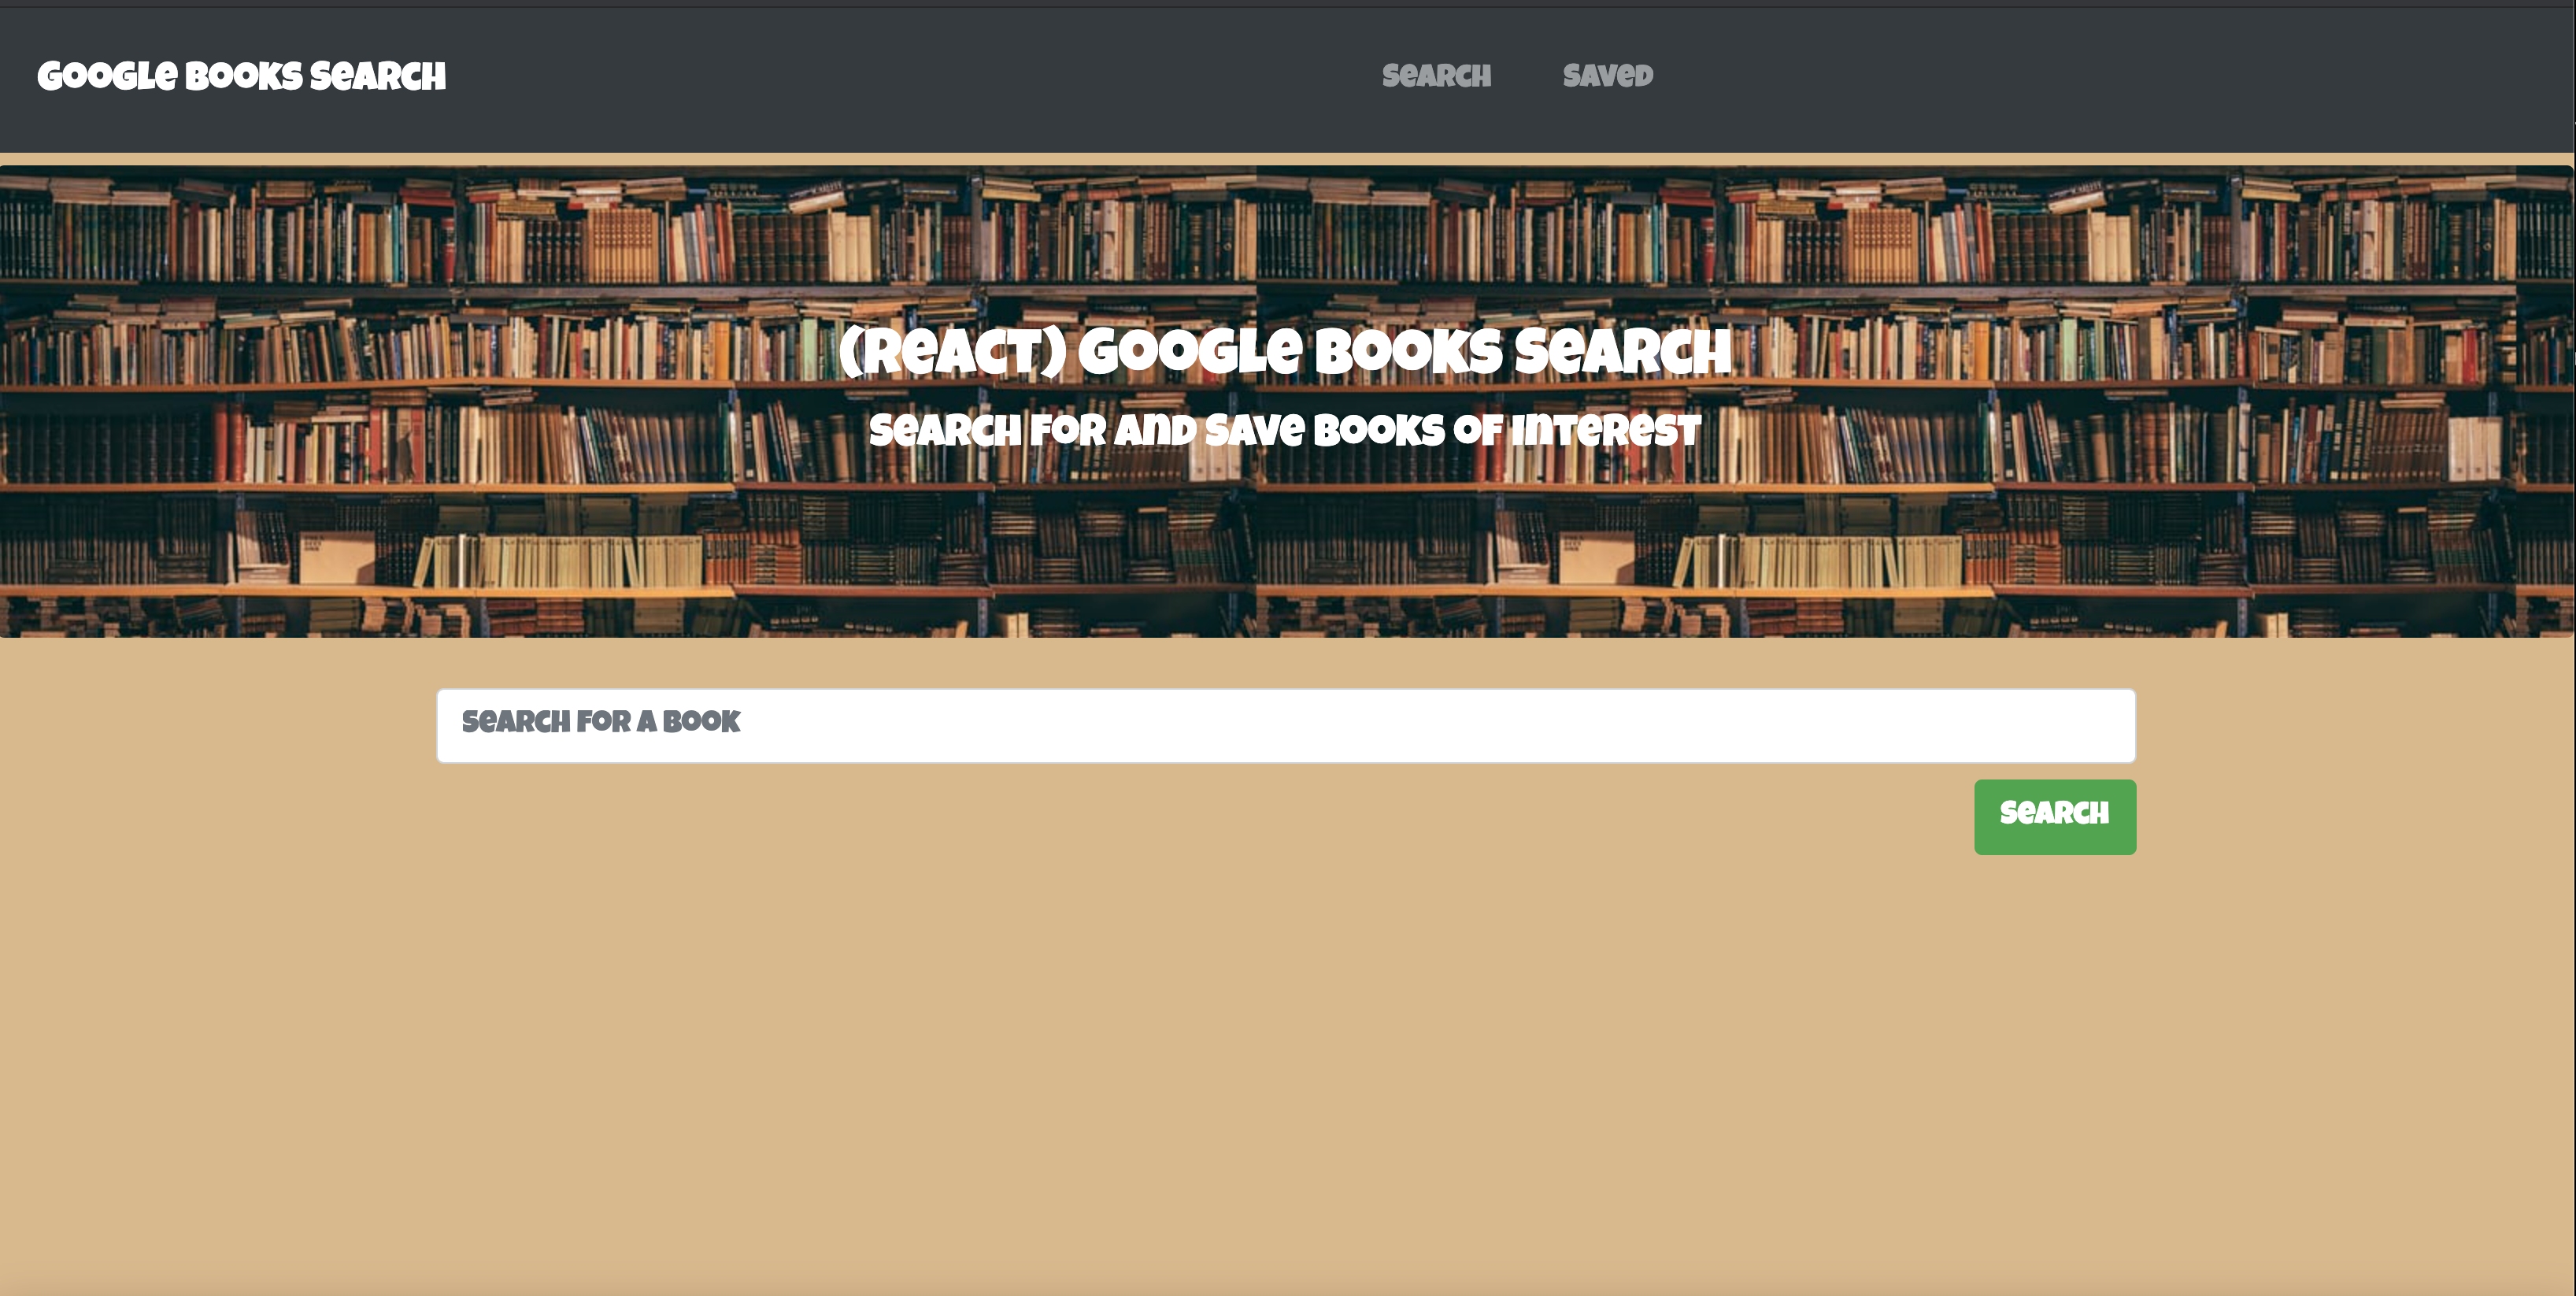 Google Books Search
Search
Saved
(React) Google Books Search
Search for and Save Books of Interest
Search For a Book
Search